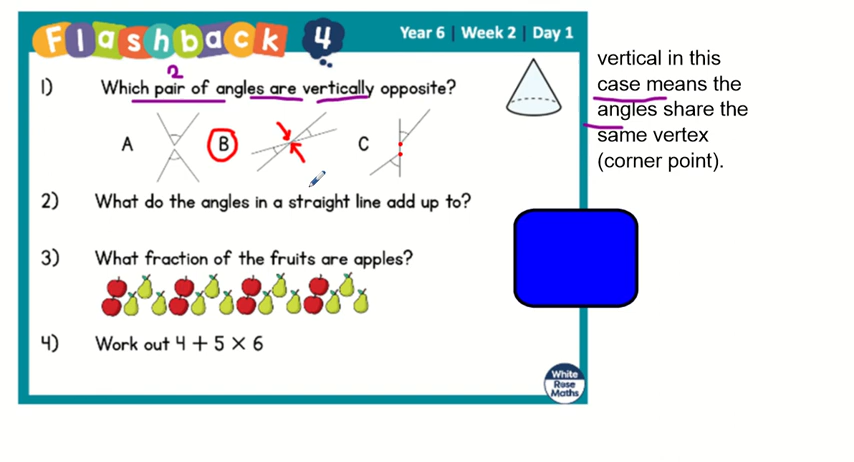 Flashback 4
Year 6 | Week 2 | Day 1
2
1) Which pair of angles are vertically opposite?
A B C
2) What do the angles in a straight line add up to?
3) What fraction of the fruits are apples?
4) Work out 4 + 5 × 6
White
Rose
Maths
vertical in this
case means the
angles share the
same vertex
(corner point).